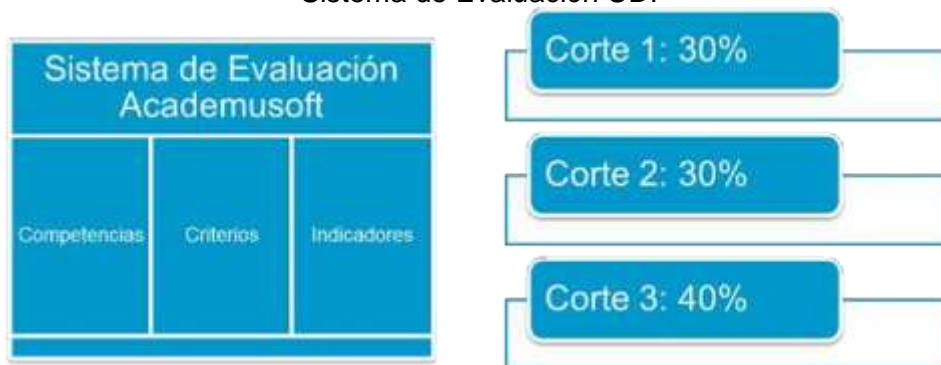 Sistema de Evaluación UDI
Sistema de Evaluación
Academusoft
Competencias
Criterios
Indicadores
Corte 1: 30%
Corte 2: 30%
Corte 3: 40%